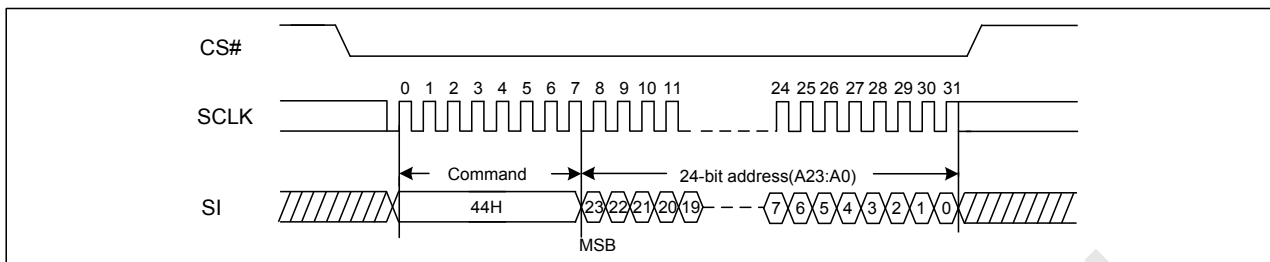 CS#
0 1 2 3 4 5 6 7 8 9 10 11 24 25 26 27 28 29 30 31
SCLK
Command 24-bit address(A23:A0)
SI 44H 23 22 21 20 19 7 6 5 4 3 2 1 0
MSB